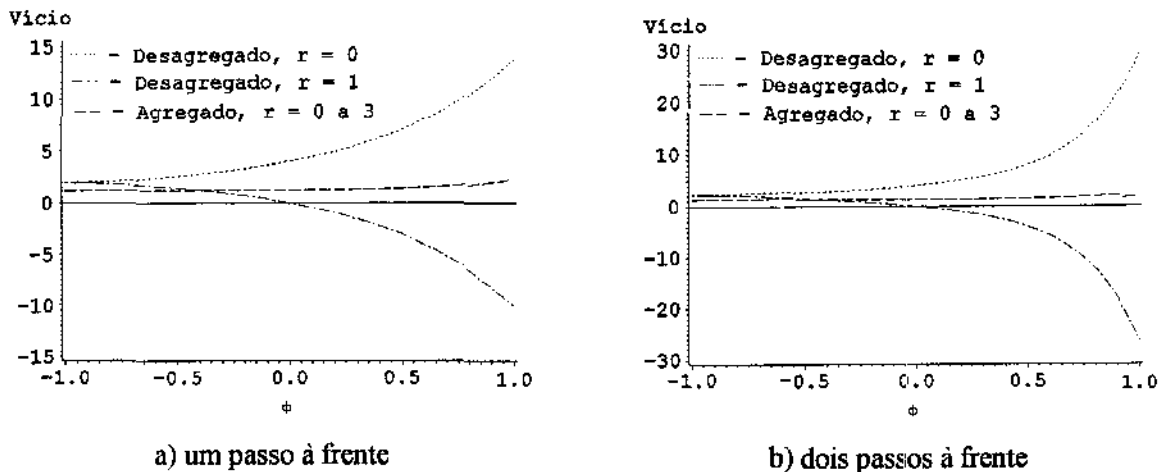 Vício
15
10
5
0
-5
-10
-15
···· - Desagregado, r = 0
-··- - Desagregado, r = 1
— — - Agregado, r = 0 a 3
-1.0 -0.5 0.0 0.5 1.0
ϕ
a) um passo à frente
Vício
30
20
10
0
-10
-20
-30
···· - Desagregado, r = 0
-··- - Desagregado, r = 1
— — - Agregado, r = 0 a 3
-1.0 -0.5 0.0 0.5 1.0
ϕ
b) dois passos à frente